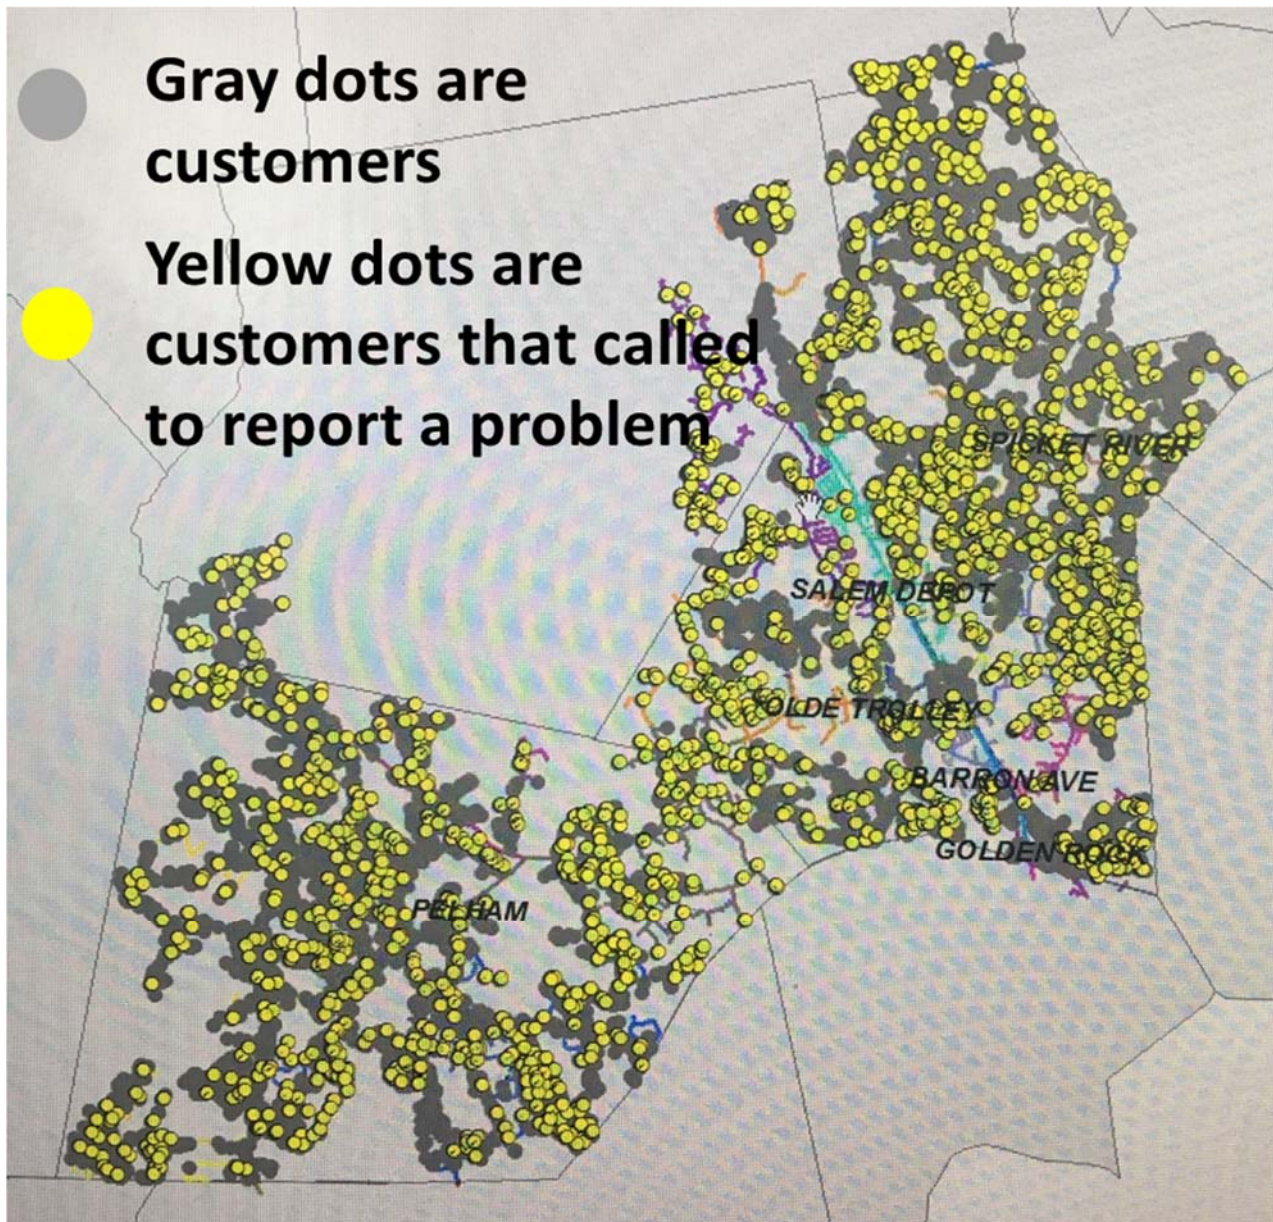 Gray dots are
customers
Yellow dots are
customers that called
to report a problem
SPICKET RIVER
SALEM DEPOT
OLDE TROLLEY
BARRON AVE
GOLDEN ROCK
PELHAM